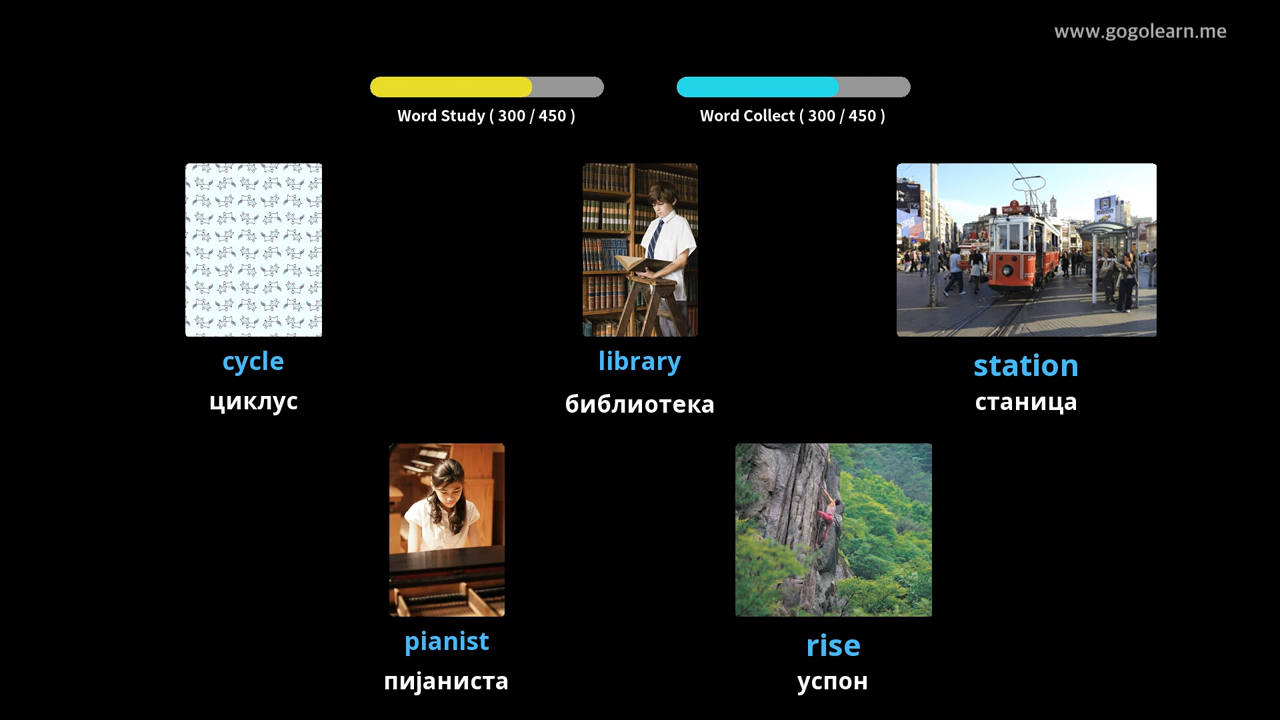 www.gogolearn.me
Word Study ( 300 / 450 )
Word Collect ( 300 / 450 )
cycle
циклус
library
библиотека
station
станица
pianist
пијаниста
rise
успон